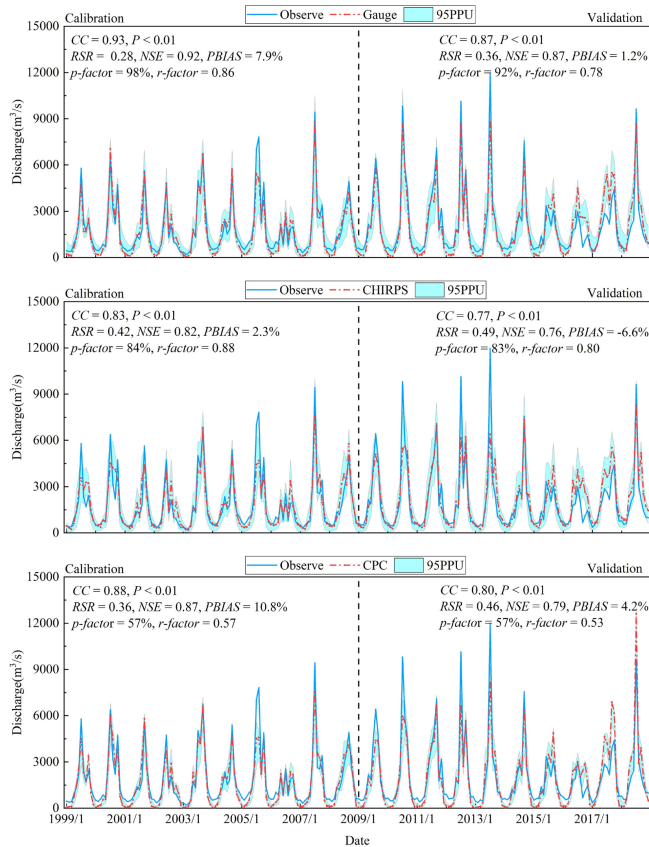 Calibration Observe Gauge 95PPU Validation
15000
12000
9000
6000
3000
0
Discharge(m³/s)
CC = 0.93, P < 0.01
RSR = 0.28, NSE = 0.92, PBIAS = 7.9%
p-factor = 98%, r-factor = 0.86
CC = 0.87, P < 0.01
RSR = 0.36, NSE = 0.87, PBIAS = 1.2%
p-factor = 92%, r-factor = 0.78
Calibration Observe CHIRPS 95PPU Validation
15000
12000
9000
6000
3000
0
Discharge(m³/s)
CC = 0.83, P < 0.01
RSR = 0.42, NSE = 0.82, PBIAS = 2.3%
p-factor = 84%, r-factor = 0.88
CC = 0.77, P < 0.01
RSR = 0.49, NSE = 0.76, PBIAS = -6.6%
p-factor = 83%, r-factor = 0.80
Calibration Observe CPC 95PPU Validation
15000
12000
9000
6000
3000
0
Discharge(m³/s)
CC = 0.88, P < 0.01
RSR = 0.36, NSE = 0.87, PBIAS = 10.8%
p-factor = 57%, r-factor = 0.57
CC = 0.80, P < 0.01
RSR = 0.46, NSE = 0.79, PBIAS = 4.2%
p-factor = 57%, r-factor = 0.53
1999/1 2001/1 2003/1 2005/1 2007/1 2009/1 2011/1 2013/1 2015/1 2017/1
Date